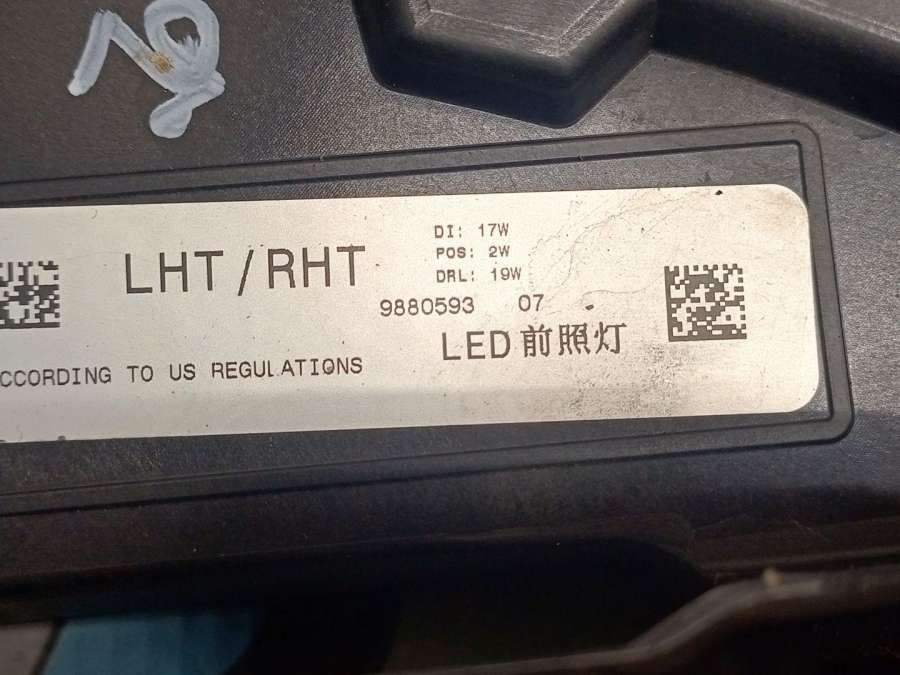 LHT/RHT
DI: 17W
POS: 2W
DRL: 19W
9880593 07
LED 前照灯
CCORDING TO US REGULATIONS